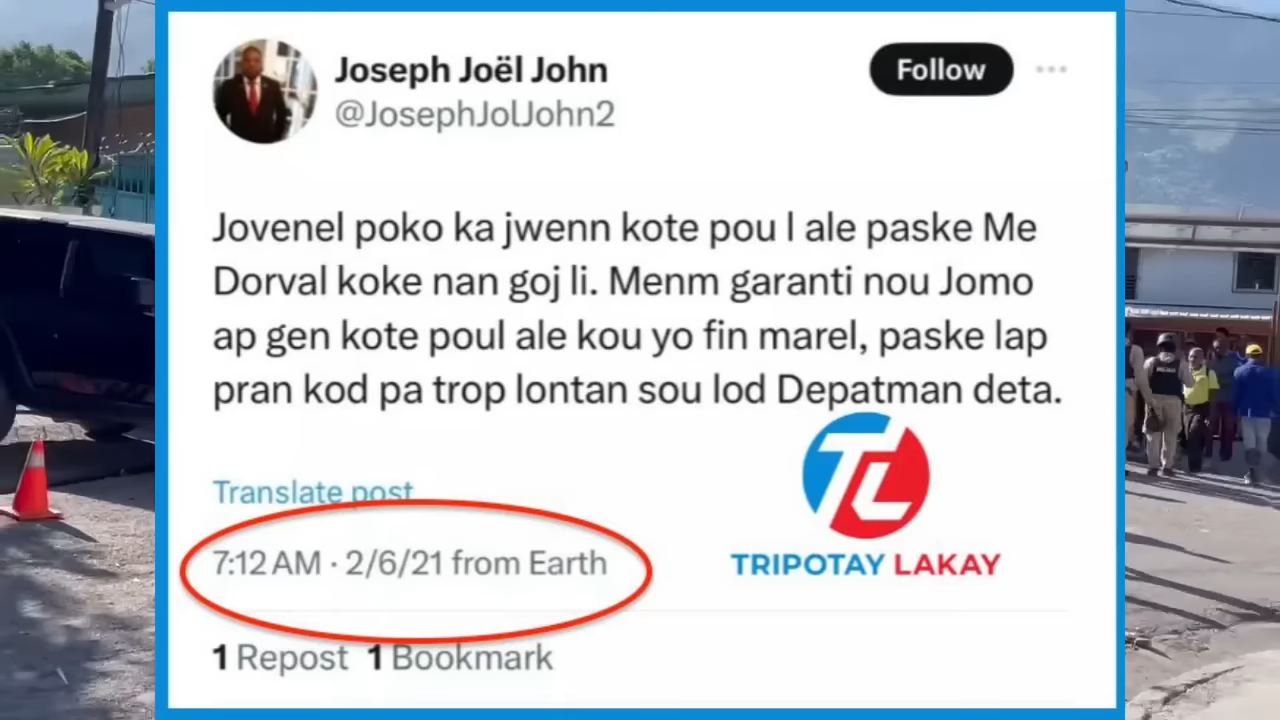 Joseph Joël John
@JosephJolJohn2
Follow
Jovenel poko ka jwenn kote pou l ale paske Me
Dorval koke nan goj li. Menm garanti nou Jomo
ap gen kote poul ale kou yo fin marel, paske lap
pran kod pa trop lontan sou lod Depatman deta.
Translate post
TL
TRIPOTAY LAKAY
7:12 AM · 2/6/21 from Earth
1 Repost 1 Bookmark